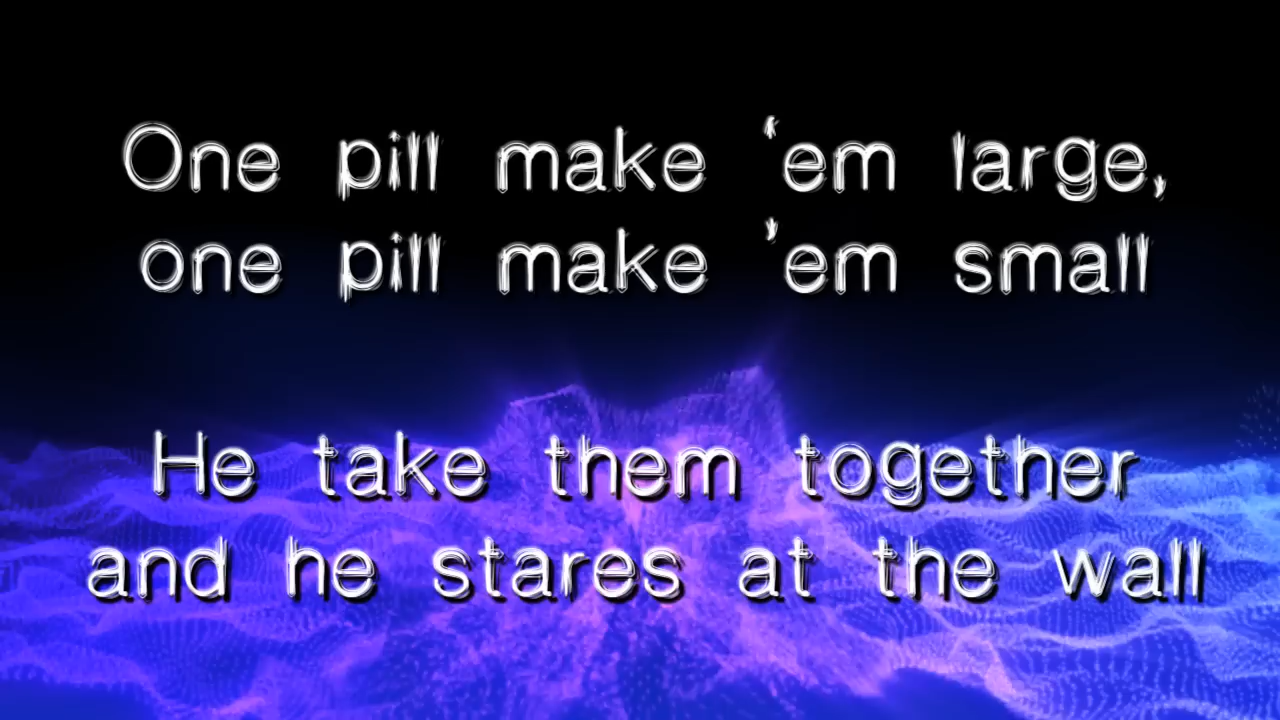 One pill make ‘em large,
one pill make ’em small
He take them together
and he stares at the wall